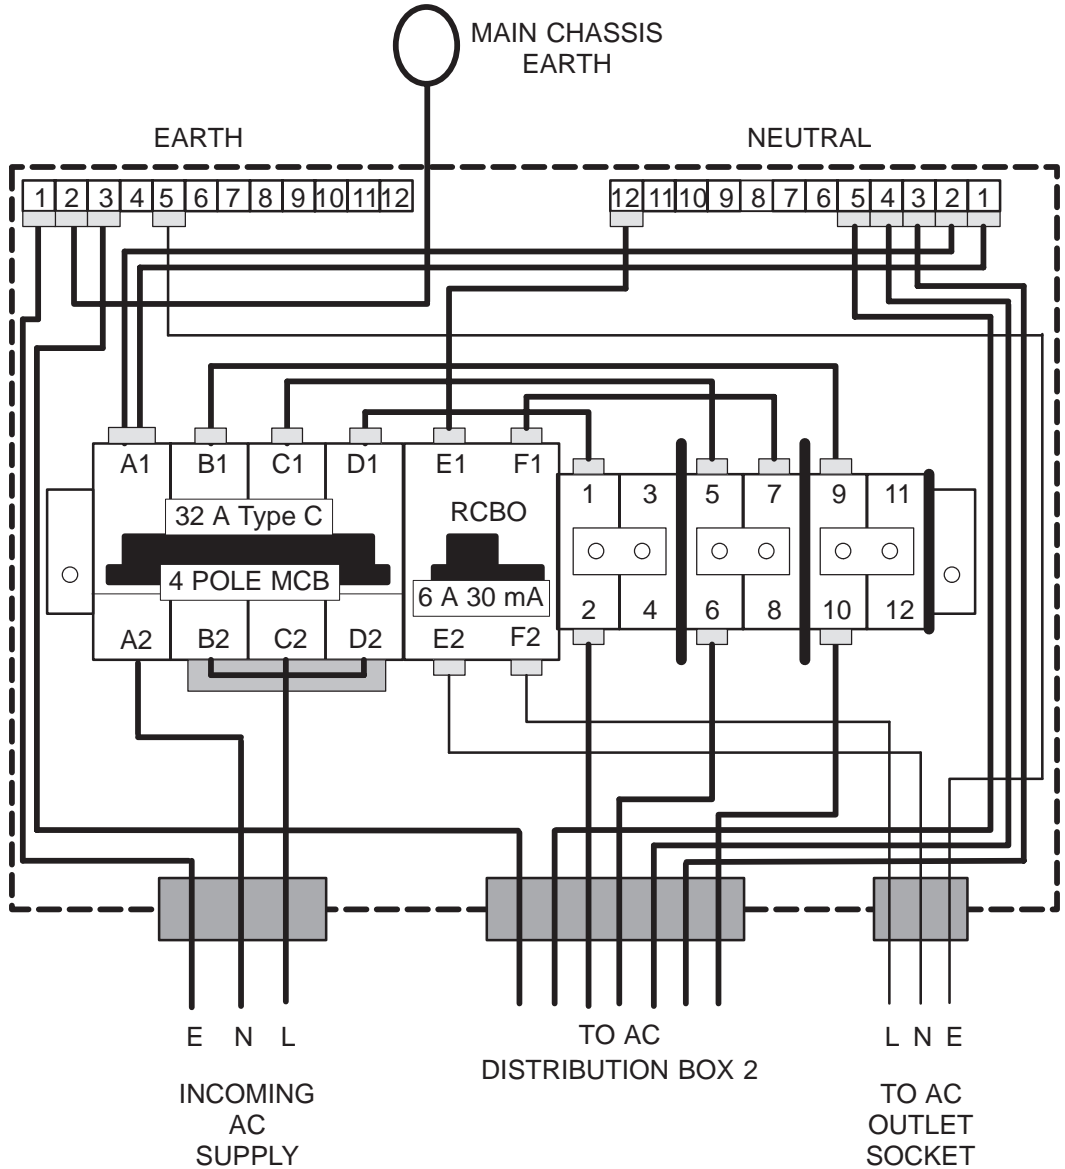 MAIN CHASSIS
EARTH
EARTH
NEUTRAL
1 2 3 4 5 6 7 8 9 10 11 12
12 11 10 9 8 7 6 5 4 3 2 1
A1 B1 C1 D1 E1 F1
1 3 5 7 9 11
32 A Type C
RCBO
4 POLE MCB
6 A 30 mA
2 4 6 8 10 12
A2 B2 C2 D2 E2 F2
E N L
INCOMING
AC
SUPPLY
TO AC
DISTRIBUTION BOX 2
L N E
TO AC
OUTLET
SOCKET